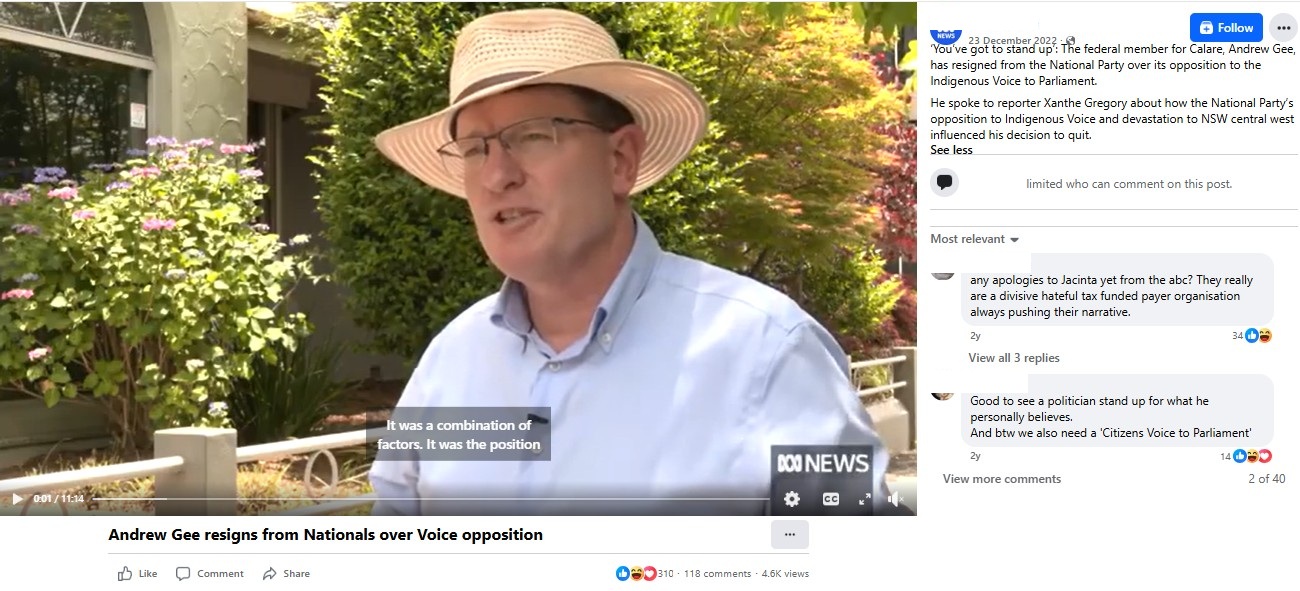 Follow
NEWS
23 December 2022 ·
'You've got to stand up': The federal member for Calare, Andrew Gee,
has resigned from the National Party over its opposition to the
Indigenous Voice to Parliament.
He spoke to reporter Xanthe Gregory about how the National Party's
opposition to Indigenous Voice and devastation to NSW central west
influenced his decision to quit.
See less
limited who can comment on this post.
Most relevant
any apologies to Jacinta yet from the abc? They really
are a divisive hateful tax funded payer organisation
always pushing their narrative.
2y
34
View all 3 replies
Good to see a politician stand up for what he
personally believes.
And btw we also need a 'Citizens Voice to Parliament'
2y
14
View more comments
2 of 40
It was a combination of
factors. It was the position
ABC NEWS
0:01 / 11:14
CC
Andrew Gee resigns from Nationals over Voice opposition
Like
Comment
Share
310 · 118 comments · 4.6K views